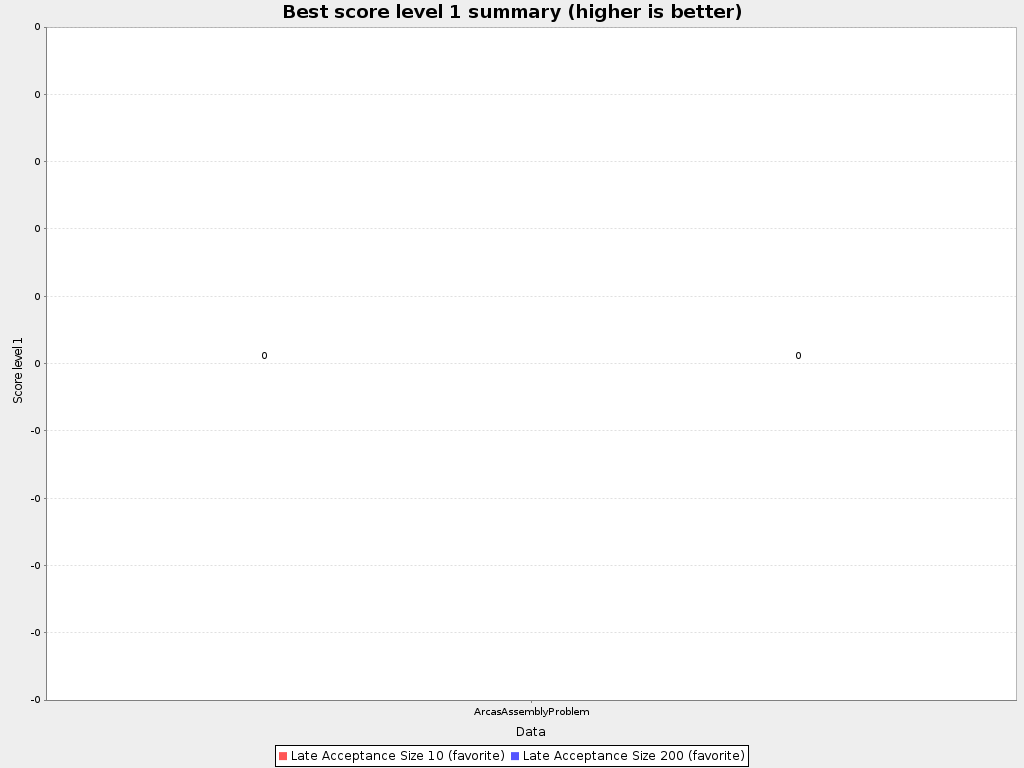 Best score level 1 summary (higher is better)
0
0
0
0
0
0
-0
-0
-0
-0
-0
Score level 1
0
0
ArcasAssemblyProblem
Data
Late Acceptance Size 10 (favorite) Late Acceptance Size 200 (favorite)